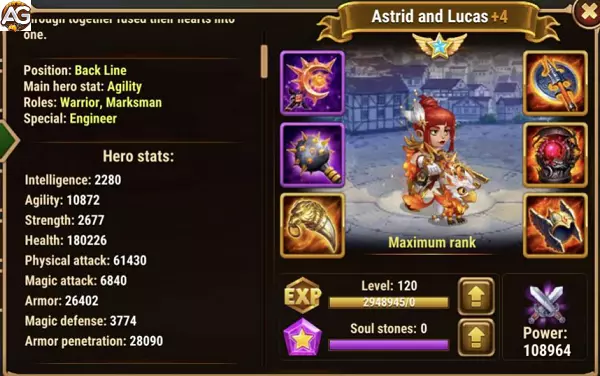 AG
through together fused their hearts into
one.
Position: Back Line
Main hero stat: Agility
Roles: Warrior, Marksman
Special: Engineer
Hero stats:
Intelligence: 2280
Agility: 10872
Strength: 2677
Health: 180226
Physical attack: 61430
Magic attack: 6840
Armor: 26402
Magic defense: 3774
Armor penetration: 28090
Astrid and Lucas +4
Maximum rank
EXP
Level: 120
2948945/0
Soul stones: 0
Power:
108964